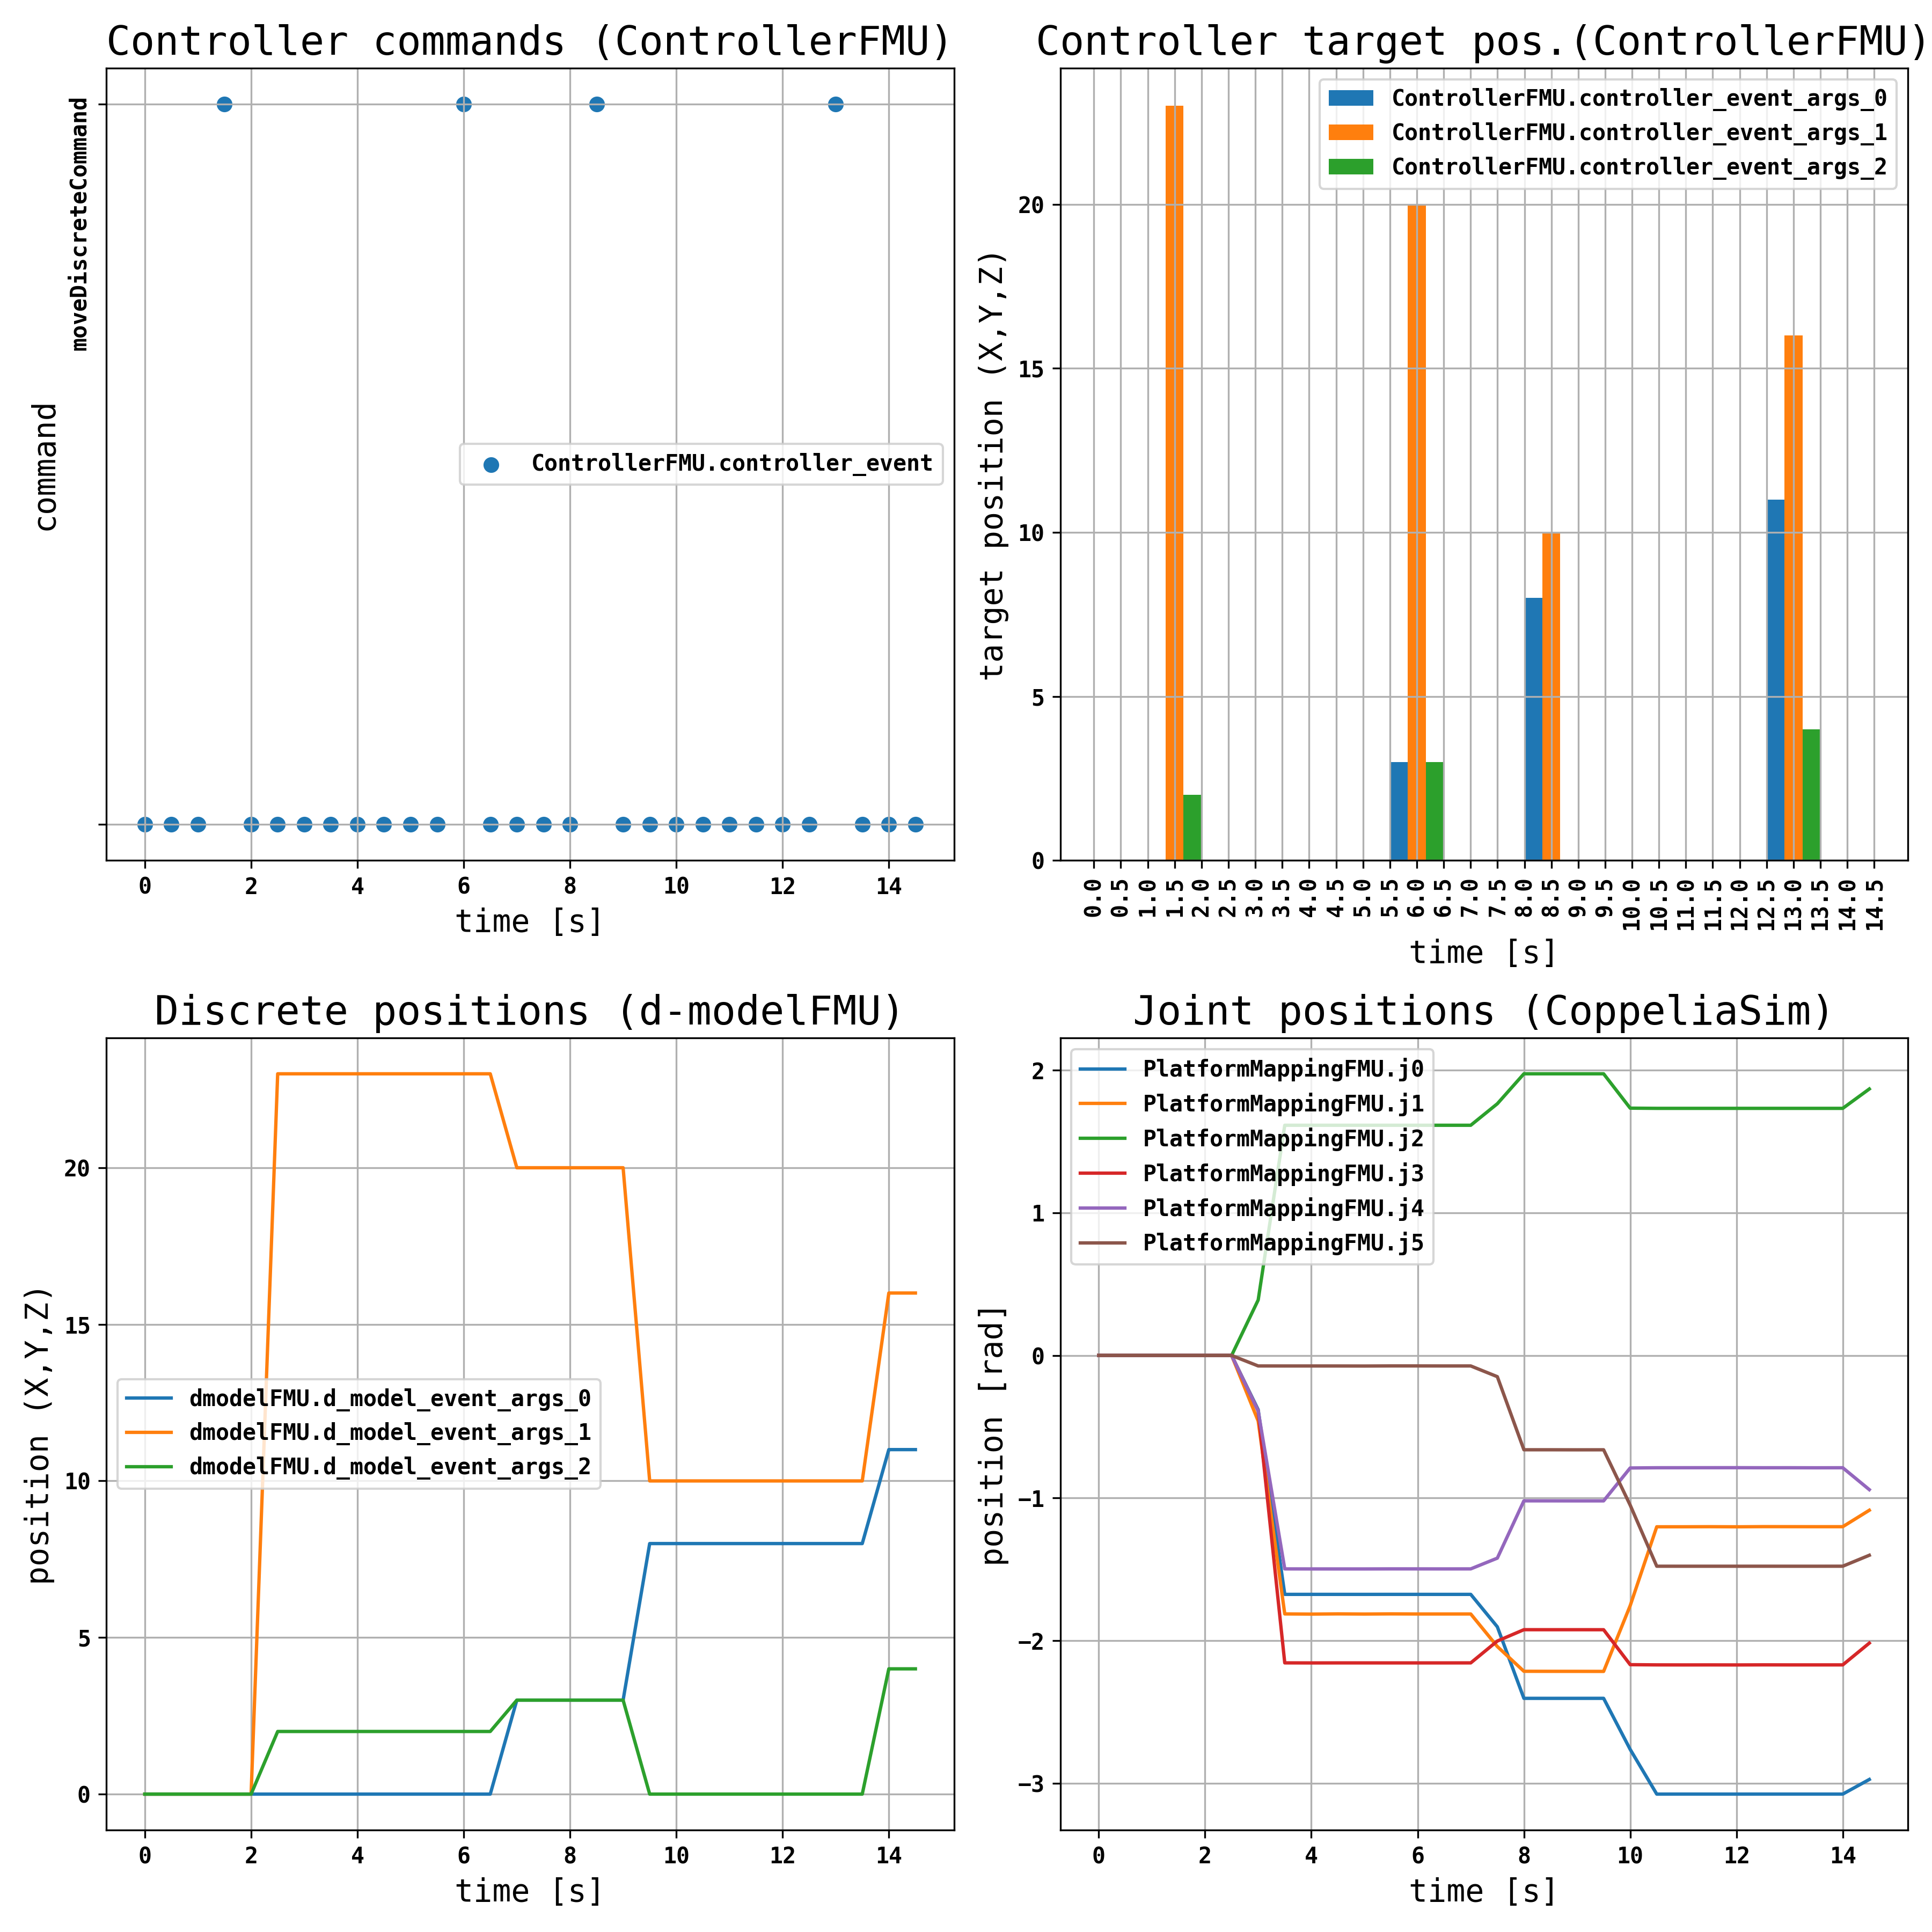 Controller commands (ControllerFMU)
moveDiscreteCommand
command
ControllerFMU.controller_event
0 2 4 6 8 10 12 14
time [s]
Controller target pos.(ControllerFMU)
ControllerFMU.controller_event_args_0
ControllerFMU.controller_event_args_1
ControllerFMU.controller_event_args_2
target position (X,Y,Z)
20
15
10
5
0
0.0 0.5 1.0 1.5 2.0 2.5 3.0 3.5 4.0 4.5 5.0 5.5 6.0 6.5 7.0 7.5 8.0 8.5 9.0 9.5 10.0 10.5 11.0 11.5 12.0 12.5 13.0 13.5 14.0 14.5
time [s]
Discrete positions (d-modelFMU)
position (X,Y,Z)
20
15
10
5
0
dmodelFMU.d_model_event_args_0
dmodelFMU.d_model_event_args_1
dmodelFMU.d_model_event_args_2
0 2 4 6 8 10 12 14
time [s]
Joint positions (CoppeliaSim)
position [rad]
2
1
0
−1
−2
−3
PlatformMappingFMU.j0
PlatformMappingFMU.j1
PlatformMappingFMU.j2
PlatformMappingFMU.j3
PlatformMappingFMU.j4
PlatformMappingFMU.j5
0 2 4 6 8 10 12 14
time [s]